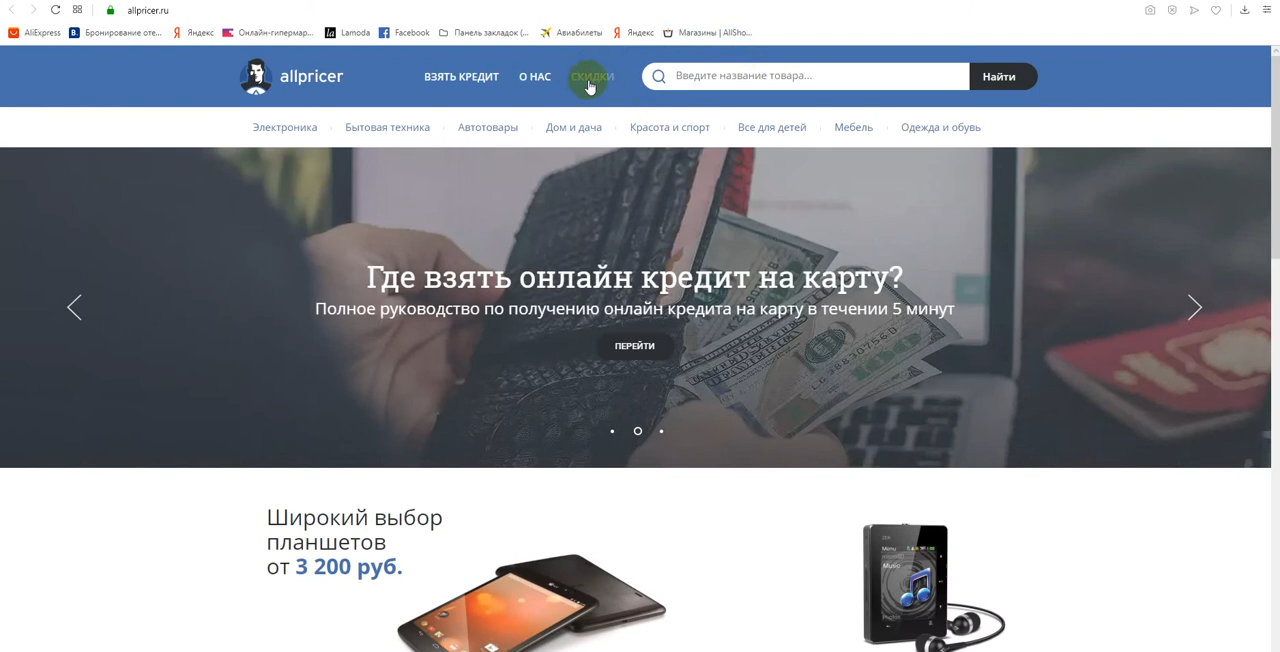 allpricer.ru
AliExpress
B. Бронирование оте...
Я Яндекс
Онлайн-гипермар...
la Lamoda
Facebook
Панель закладок (...
Авиабилеты
Я Яндекс
Магазины | AllSho...
allpricer
ВЗЯТЬ КРЕДИТ
О НАС
СКИДКИ
Введите название товара...
Найти
Электроника
Бытовая техника
Автотовары
Дом и дача
Красота и спорт
Все для детей
Мебель
Одежда и обувь
Где взять онлайн кредит на карту?
Полное руководство по получению онлайн кредита на карту в течении 5 минут
ПЕРЕЙТИ
Широкий выбор
планшетов
от 3 200 руб.
Menu
Music